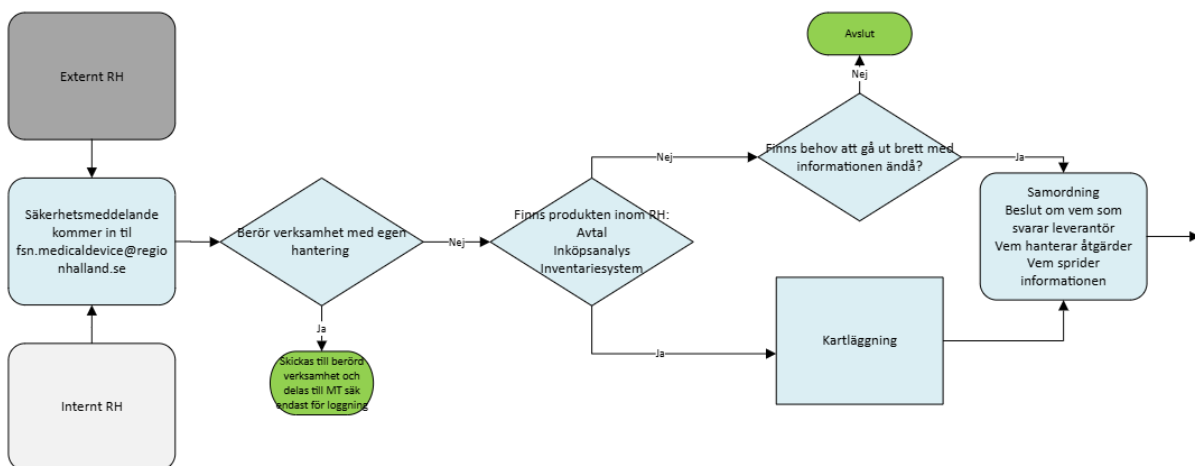 Externt RH
Säkerhetsmeddelande
kommer in til
fsn.medicaldevice@regio
nhalland.se
Internt RH
Berör verksamhet med egen
hantering
Nej
Ja
Skickas till berörd
verksamhet och
delas till MT säk
endast för loggning
Finns produkten inom RH:
Avtal
Inköpsanalys
Inventariesystem
Nej
Ja
Avslut
Nej
Finns behov att gå ut brett med
informationen ändå?
Ja
Kartläggning
Samordning
Beslut om vem som
svarar leverantör
Vem hanterar åtgärder
Vem sprider
informationen